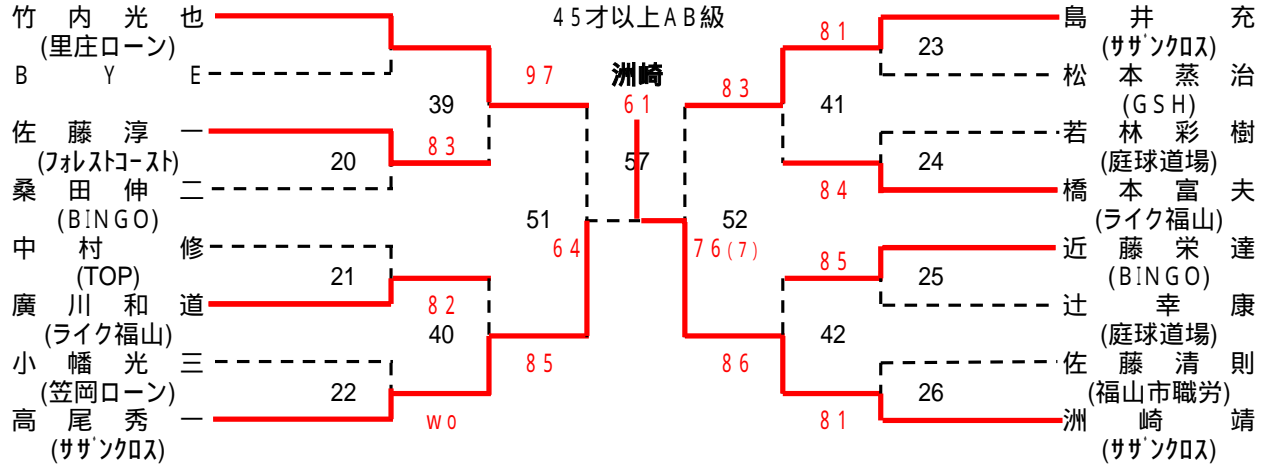 45才以上AB級
竹内光也
(里庄ローン)
BYE
39
97
佐藤淳一
(フォレストコースト)
20
83
桑田伸二
(BINGO)
51
64
中村修
(TOP)
21
82
廣川和道
(ライク福山)
40
85
小幡光三
(笠岡ローン)
22
wo
高尾秀一
(サザンクロス)
洲崎
61
57
島井充
(サザンクロス)
81
23
松本蒸治
(GSH)
83
41
若林彩樹
(庭球道場)
24
84
橋本富夫
(ライク福山)
52
76(7)
近藤栄達
(BINGO)
85
25
辻幸康
(庭球道場)
42
86
佐藤清則
(福山市職労)
26
81
洲崎靖
(サザンクロス)